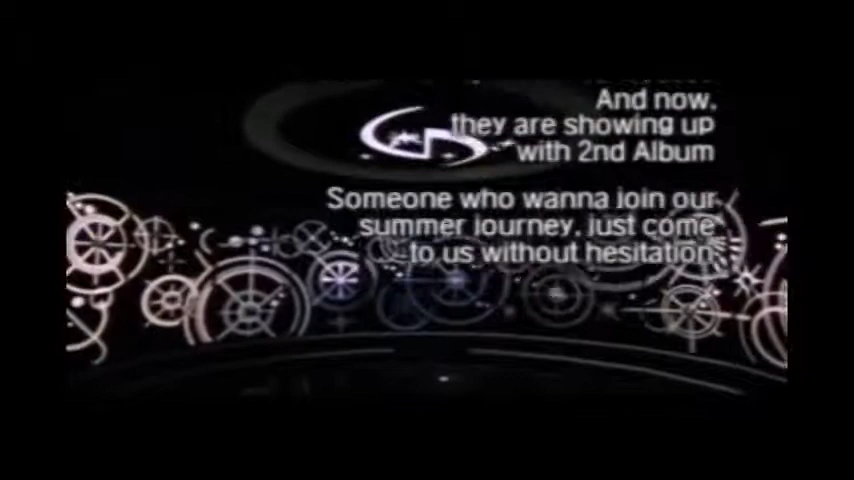 And now,
they are showing up
with 2nd Album
Someone who wanna join our
summer journey, just come
to us without hesitation.